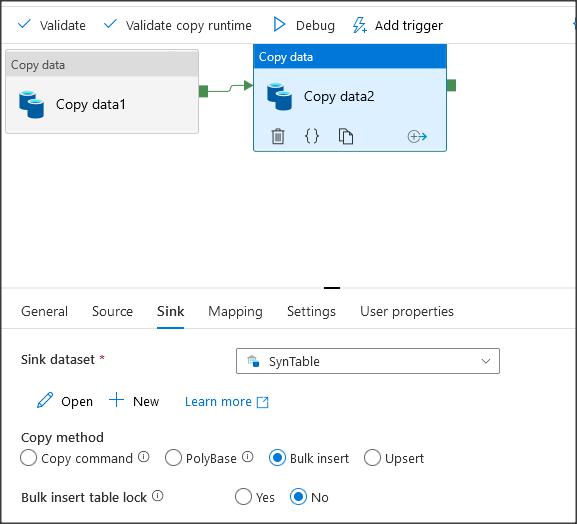 Validate Validate copy runtime Debug Add trigger
Copy data Copy data
Copy data1 Copy data2
General Source Sink Mapping Settings User properties
Sink dataset * SynTable
Open New Learn more
Copy method
Copy command PolyBase Bulk insert Upsert
Bulk insert table lock Yes No